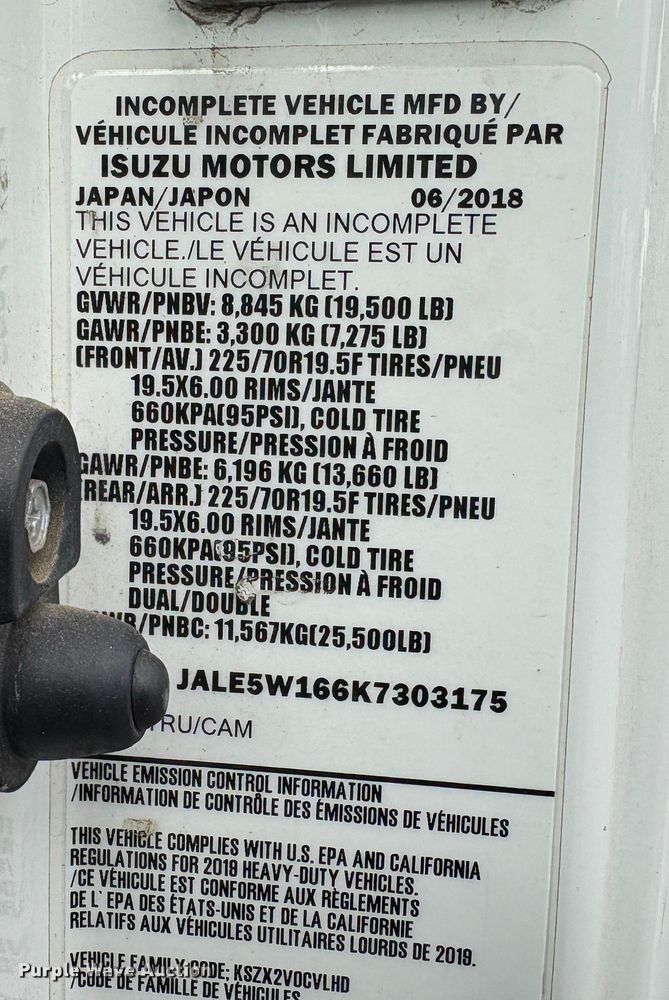 INCOMPLETE VEHICLE MFD BY/
VÉHICULE INCOMPLET FABRIQUÉ PAR
ISUZU MOTORS LIMITED
JAPAN/JAPON 06/2018
THIS VEHICLE IS AN INCOMPLETE
VEHICLE./LE VÉHICULE EST UN
VÉHICULE INCOMPLET.
GVWR/PNBV: 8,845 KG (19,500 LB)
GAWR/PNBE: 3,300 KG (7,275 LB)
(FRONT/AV.) 225/70R19.5F TIRES/PNEU
19.5X6.00 RIMS/JANTE
660KPA(95PSI), COLD TIRE
PRESSURE/PRESSION À FROID
GAWR/PNBE: 6,196 KG (13,660 LB)
(REAR/ARR.) 225/70R19.5F TIRES/PNEU
19.5X6.00 RIMS/JANTE
660KPA(95PSI), COLD TIRE
PRESSURE/PRESSION À FROID
DUAL/DOUBLE
/PNBC: 11,567KG(25,500LB)
JALE5W166K7303175
TRU/CAM
VEHICLE EMISSION CONTROL INFORMATION
/INFORMATION DE CONTRÔLE DES ÉMISSIONS DE VÉHICULES
THIS VEHICLE COMPLIES WITH U.S. EPA AND CALIFORNIA
REGULATIONS FOR 2019 HEAVY-DUTY VEHICLES.
/CE VÉHICULE EST CONFORME AUX RÈGLEMENTS
DE L' EPA DES ÉTATS-UNIS ET DE LA CALIFORNIE
RELATIFS AUX VÉHICULES UTILITAIRES LOURDS DE 2019.
VEHICLE FAMILY CODE; KSZX2VOCVLHD
/CODE DE FAMILLE DE VÉHICULES
Purple Wave Auction